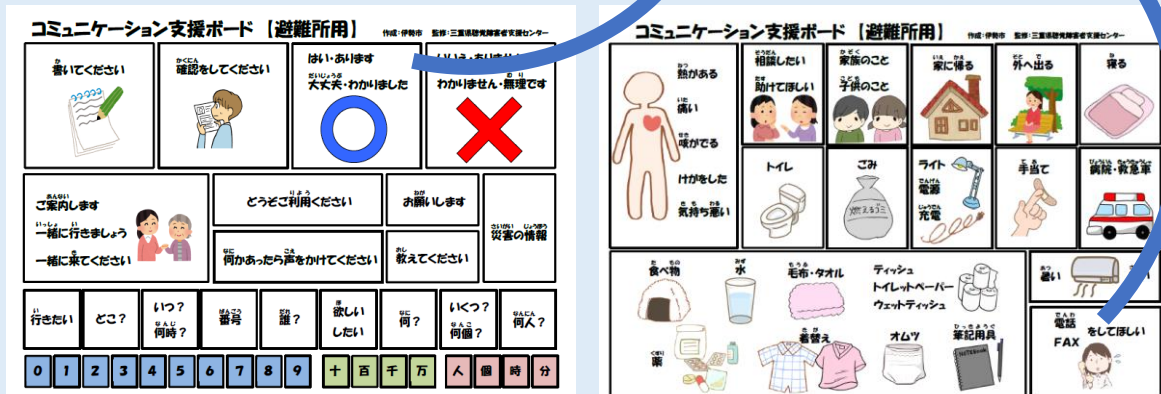 コミュニケーション支援ボード【避難所用】
作成:伊勢市 監修:三重県聴覚障害者支援センター
書いてください
確認をしてください
はい・あります
大丈夫・わかりました
わかりません・無理です
ご案内します
一緒に行きましょう
一緒に来てください
どうぞご利用ください
お願いします
災害の情報
何かあったら声をかけてください
教えてください
行きたい
どこ?
いつ?
何時?
番号
誰?
欲しい
したい
何?
いくつ?
何個?
何人?
0 1 2 3 4 5 6 7 8 9 十 百 千 万 人 個 時 分
コミュニケーション支援ボード【避難所用】
作成:伊勢市 監修:三重県聴覚障害者支援センター
熱がある
痛い
咳がでる
けがをした
気持ち悪い
相談したい
助けてほしい
家族のこと
子供のこと
家に帰る
外へ出る
寝る
トイレ
ごみ
燃えるゴミ
ライト
電源
充電
手当て
病院・救急車
食べ物
水
毛布・タオル
ティッシュ
トイレットペーパー
ウェットティッシュ
薬
着替え
オムツ
筆記用具
NOTEBOOK
暑い
電話
FAX
をしてほしい